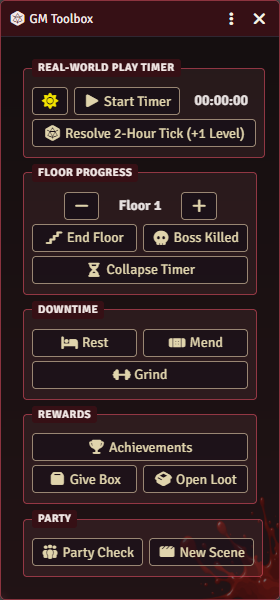 GM Toolbox
REAL-WORLD PLAY TIMER
Start Timer 00:00:00
Resolve 2-Hour Tick (+1 Level)
FLOOR PROGRESS
Floor 1
End Floor Boss Killed
Collapse Timer
DOWNTIME
Rest Mend
Grind
REWARDS
Achievements
Give Box Open Loot
PARTY
Party Check New Scene